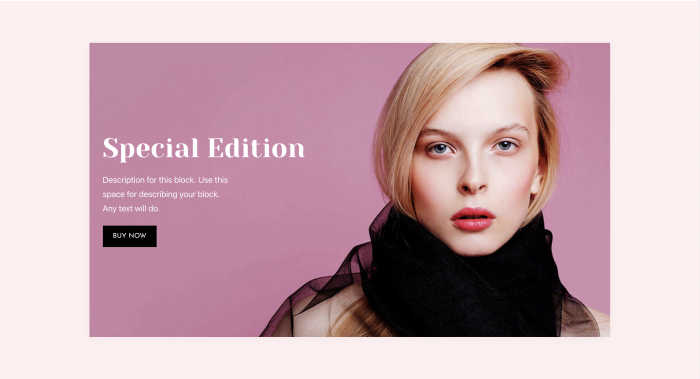 Special Edition
Description for this block. Use this
space for describing your block.
Any text will do.
BUY NOW